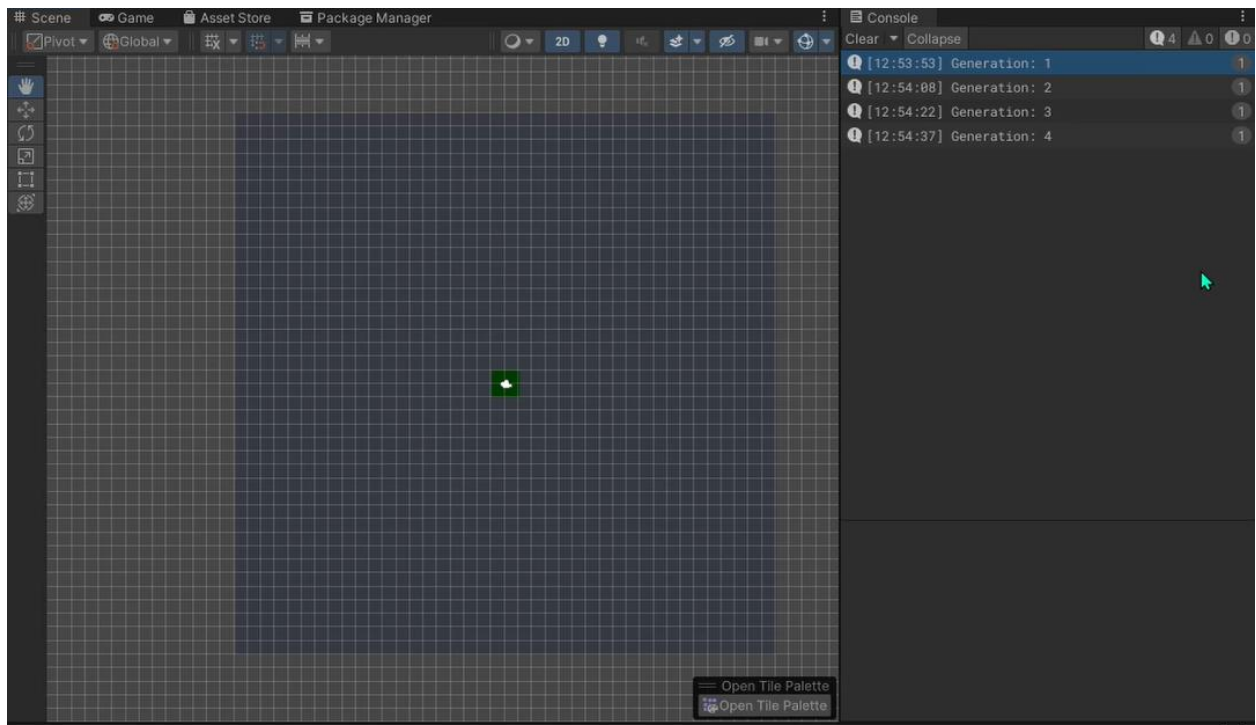 Scene Game Asset Store Package Manager
Pivot Global 2D
Console
Clear Collapse 4 0 0
[12:53:53] Generation: 1 1
[12:54:08] Generation: 2 1
[12:54:22] Generation: 3 1
[12:54:37] Generation: 4 1
Open Tile Palette
Open Tile Palette